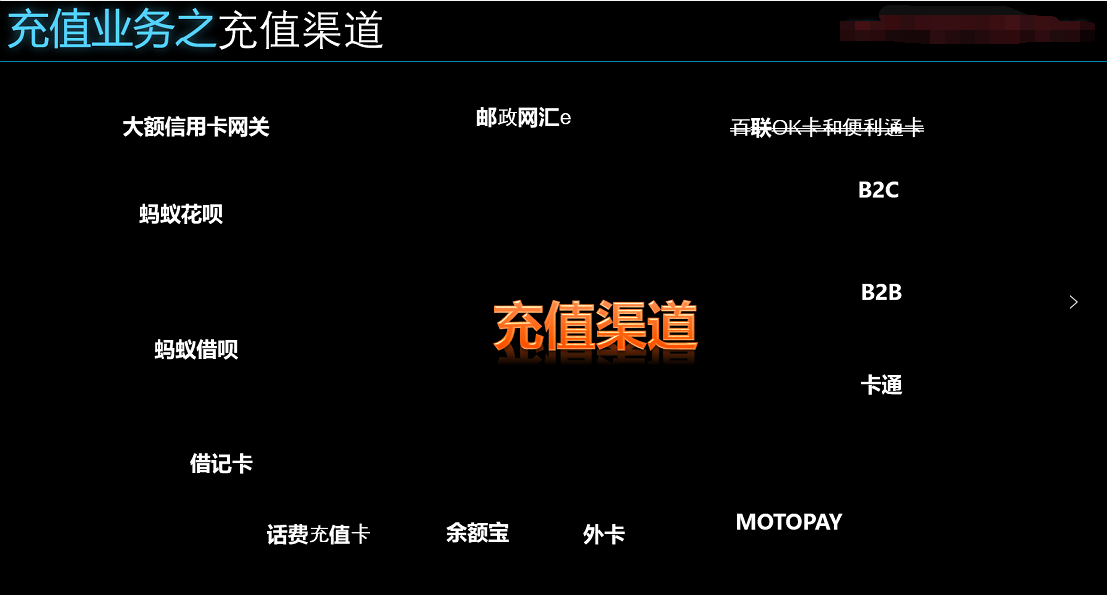 充值业务之充值渠道
大额信用卡网关
邮政网汇e
百联OK卡和便利通卡
B2C
蚂蚁花呗
B2B
充值渠道
蚂蚁借呗
卡通
借记卡
话费充值卡
余额宝
外卡
MOTOPAY